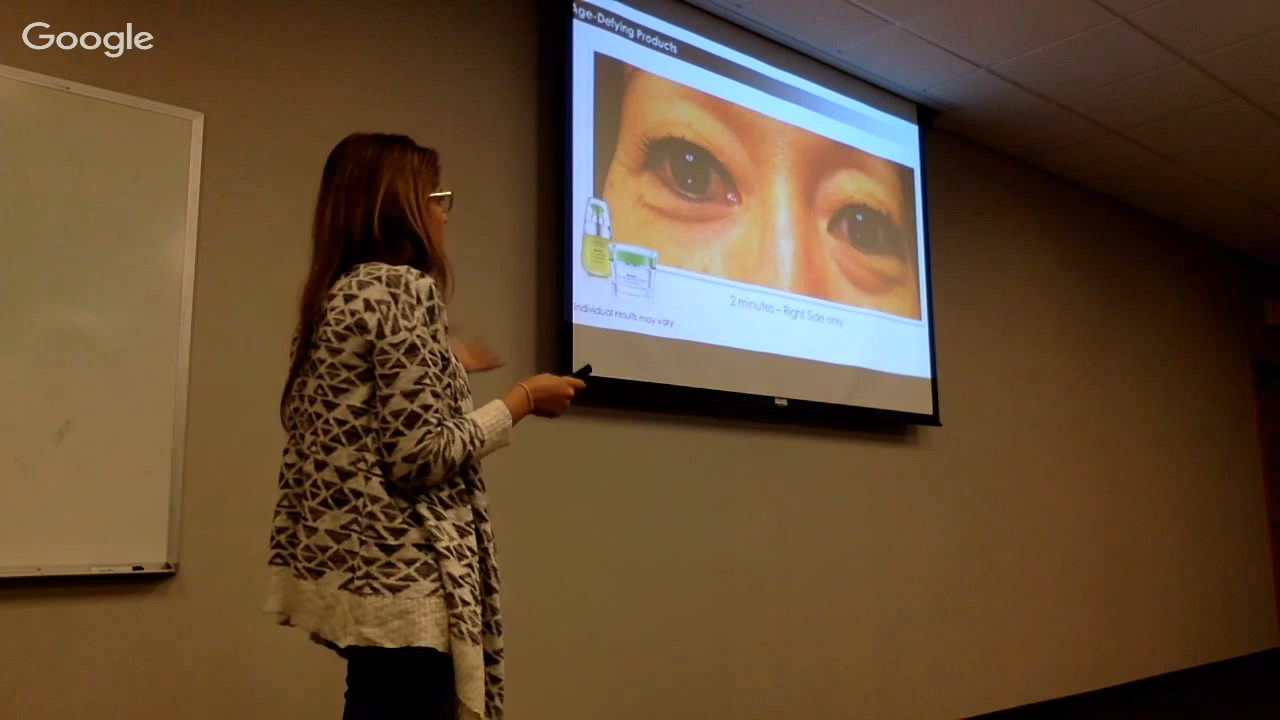 Google
Age-Defying Products
2 minutes – Right Side only
Individual results may vary